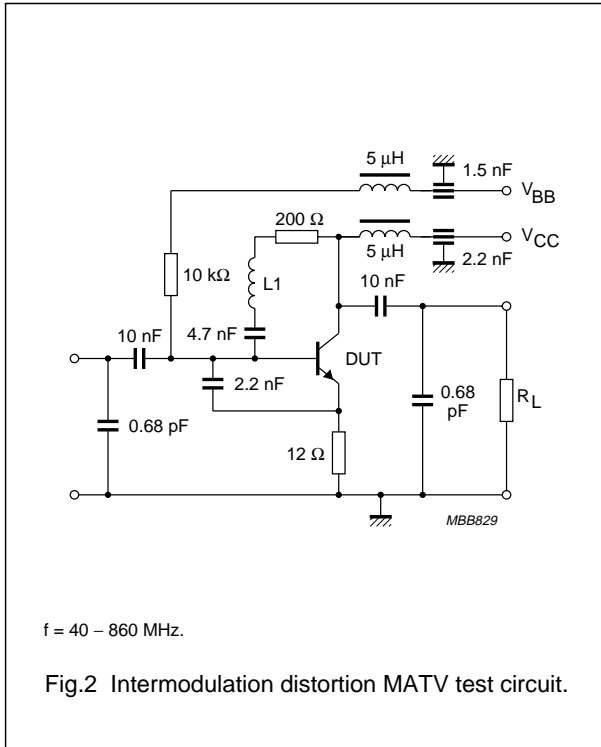 5 μH
1.5 nF
V_BB
200 Ω
V_CC
5 μH
2.2 nF
10 kΩ
L1
10 nF
10 nF
4.7 nF
DUT
2.2 nF
0.68 pF
0.68
pF
R_L
12 Ω
MBB829
f = 40 – 860 MHz.
Fig.2 Intermodulation distortion MATV test circuit.